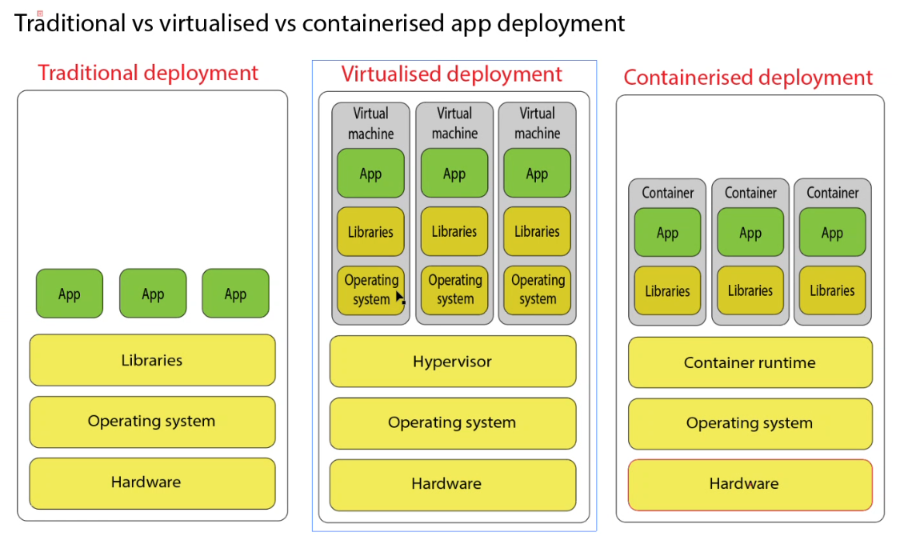 Traditional vs virtualised vs containerised app deployment
Traditional deployment
App
App
App
Libraries
Operating system
Hardware
Virtualised deployment
Virtual
machine
App
Libraries
Operating
system
Virtual
machine
App
Libraries
Operating
system
Virtual
machine
App
Libraries
Operating
system
Hypervisor
Operating system
Hardware
Containerised deployment
Container
App
Libraries
Container
App
Libraries
Container
App
Libraries
Container runtime
Operating system
Hardware